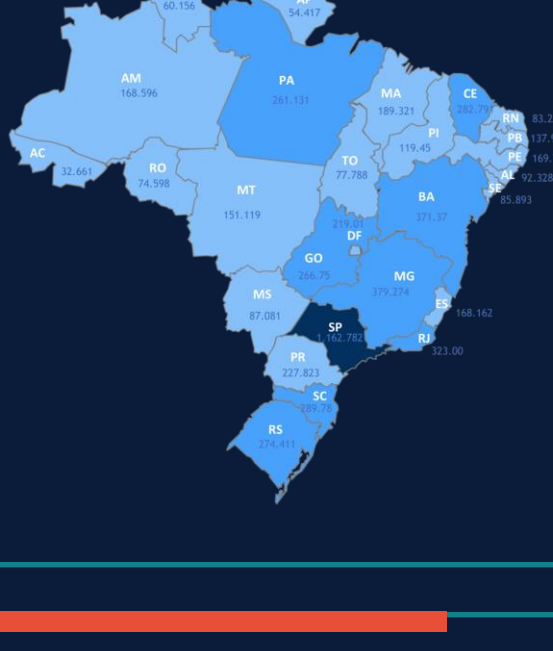 60.156
54.417
AM
168.596
PA
261.131
MA
189.321
CE
RN
PB
PE
AL
92.328
SE
85.893
PI
119.45
AC
32.661
RO
74.598
TO
77.788
MT
151.119
BA
371.37
219.01
DF
GO
266.75
MG
379.274
MS
87.081
ES
168.162
SP
1.162.782
RJ
323.00
PR
227.823
SC
289.78
RS
274.411